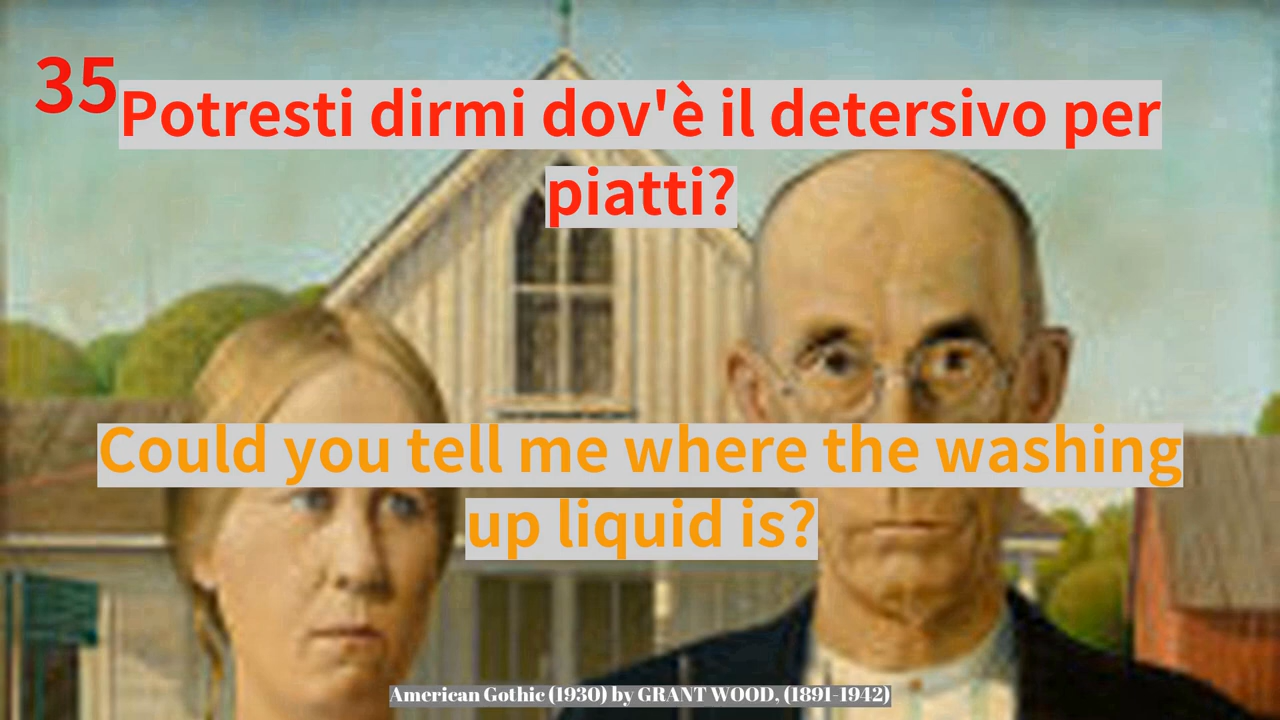 35
Potresti dirmi dov'è il detersivo per
piatti?
Could you tell me where the washing
up liquid is?
American Gothic (1930) by GRANT WOOD, (1891-1942)